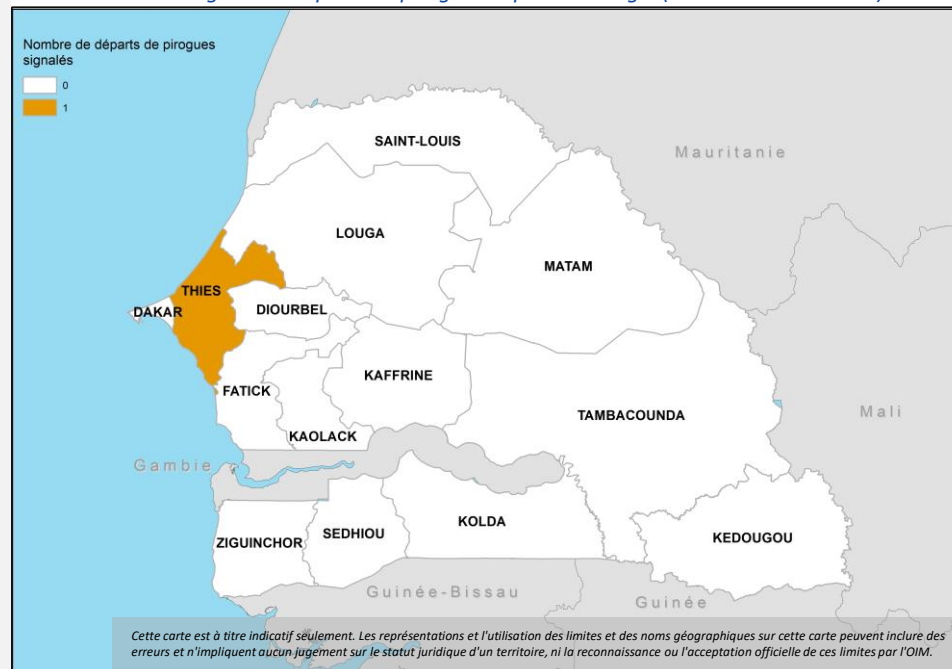 Nombre de départs de pirogues
signalés
0
1
SAINT-LOUIS
Mauritanie
LOUGA
MATAM
THIES
DAKAR
DIOURBEL
KAFFRINE
FATICK
TAMBACOUNDA
Mali
KAOLACK
Gambie
ZIGUINCHOR
SEDHIOU
KOLDA
KEDOUGOU
Guinée-Bissau
Guinée
Cette carte est à titre indicatif seulement. Les représentations et l'utilisation des limites et des noms géographiques sur cette carte peuvent inclure des
erreurs et n'impliquent aucun jugement sur le statut juridique d'un territoire, ni la reconnaissance ou l'acceptation officielle de ces limites par l'OIM.